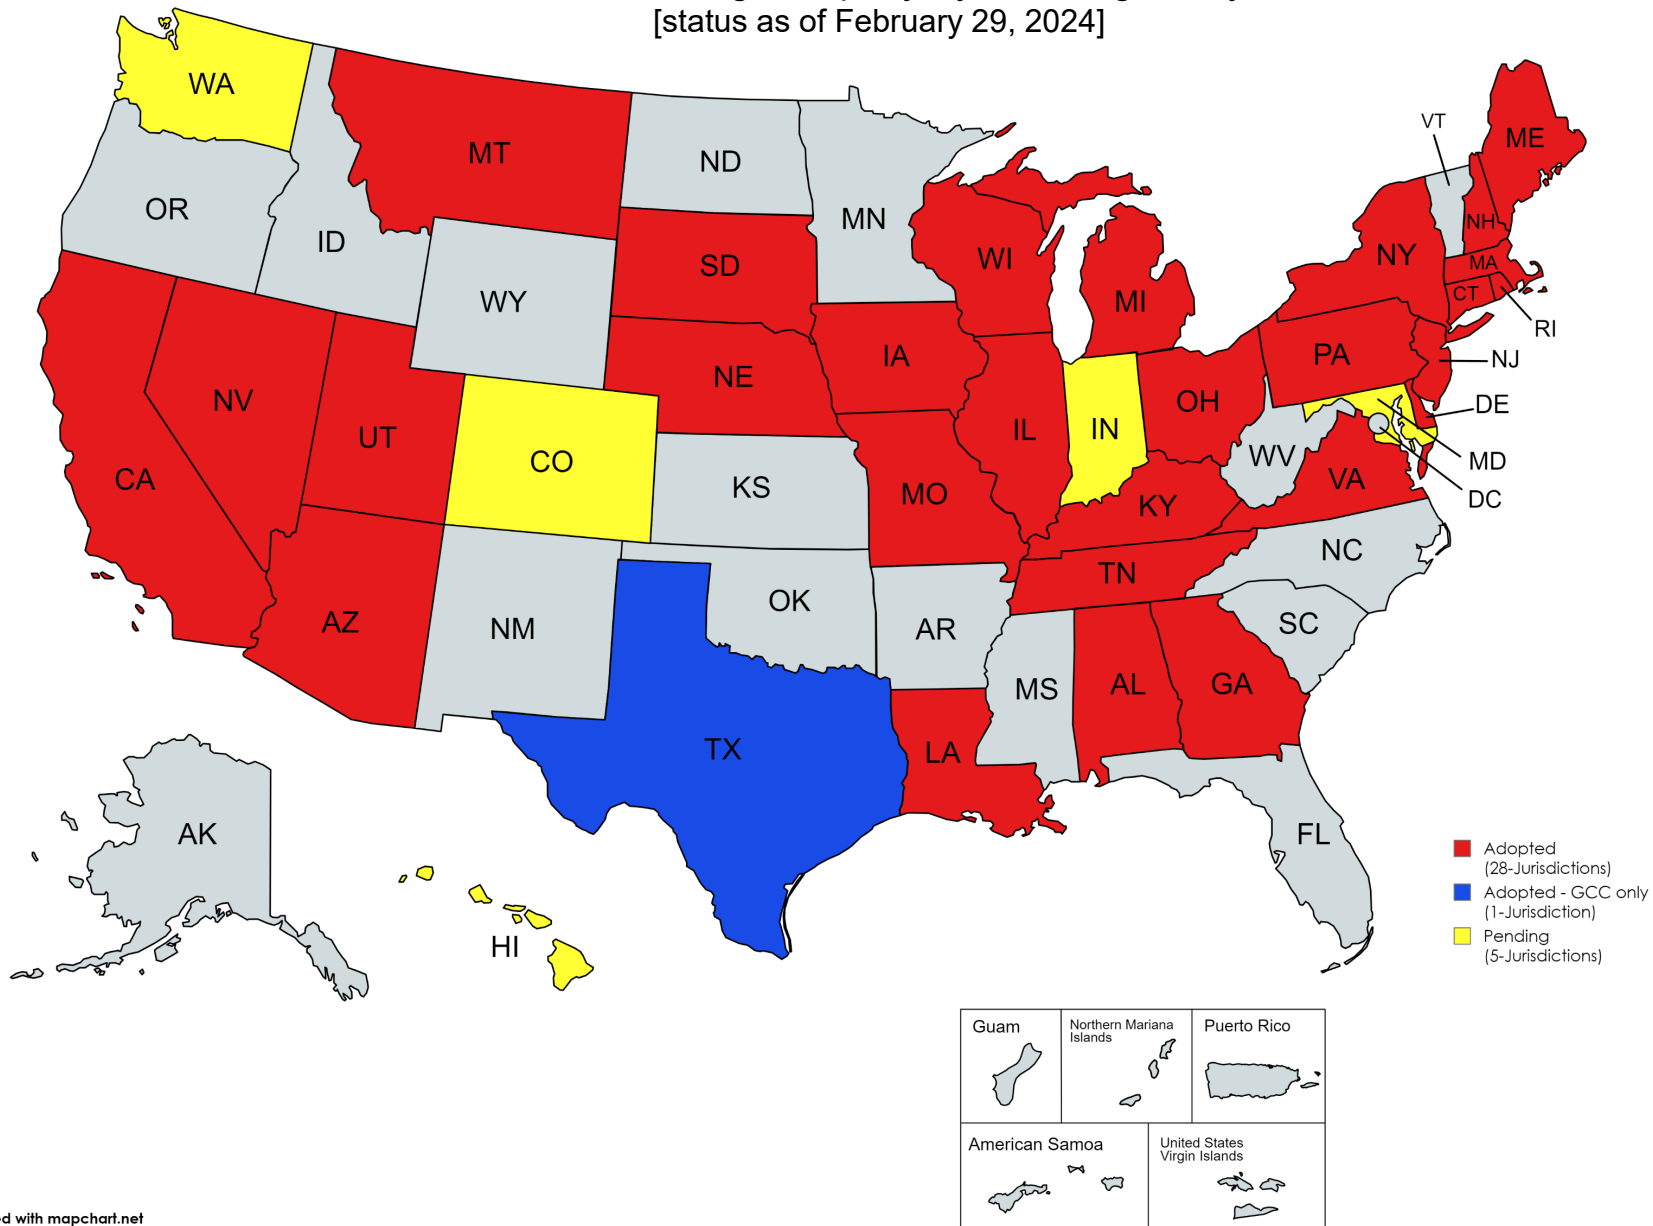 [status as of February 29, 2024]
WA
MT
ND
VT
ME
OR
ID
MN
NH
SD
WI
NY
MA
WY
MI
CT
RI
IA
PA
NJ
NE
NV
UT
CO
IL
IN
OH
DE
MD
WV
CA
KS
MO
KY
VA
DC
NC
TN
AZ
NM
OK
AR
SC
MS
AL
GA
TX
LA
AK
FL
HI
Adopted
(28-Jurisdictions)
Adopted - GCC only
(1-Jurisdiction)
Pending
(5-Jurisdictions)
Guam
Northern Mariana
Islands
Puerto Rico
American Samoa
United States
Virgin Islands
with mapchart.net